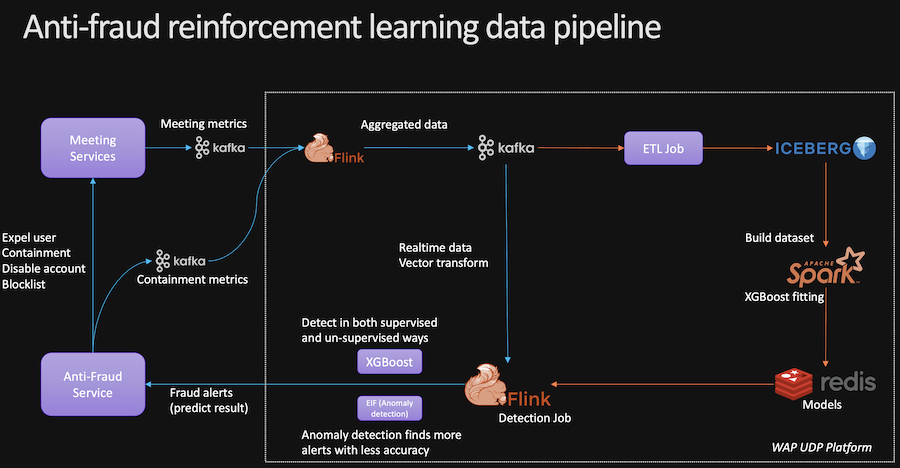 Anti-fraud reinforcement learning data pipeline
Meeting
Services
Meeting metrics
kafka
Flink
Aggregated data
kafka
ETL Job
ICEBERG
Expel user
Containment
Disable account
Blocklist
kafka
Containment metrics
Realtime data
Vector transform
Build dataset
APACHE
Spark™
XGBoost fitting
Detect in both supervised
and un-supervised ways
XGBoost
Anti-Fraud
Service
Fraud alerts
(predict result)
EIF (Anomaly
detection)
Anomaly detection finds more
alerts with less accuracy
Flink
Detection Job
redis
Models
WAP UDP Platform